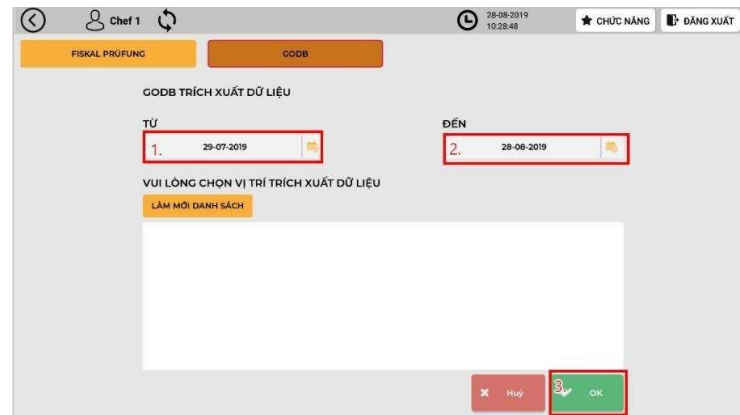 Chef 1
28-08-2019
10:28:48
CHỨC NĂNG
ĐĂNG XUẤT
FISKAL PRÜFUNG
GODB
GODB TRÍCH XUẤT DỮ LIỆU
TỪ
ĐẾN
1. 29-07-2019
2. 28-08-2019
VUI LÒNG CHỌN VỊ TRÍ TRÍCH XUẤT DỮ LIỆU
LÀM MỚI DANH SÁCH
Huỷ
3. OK